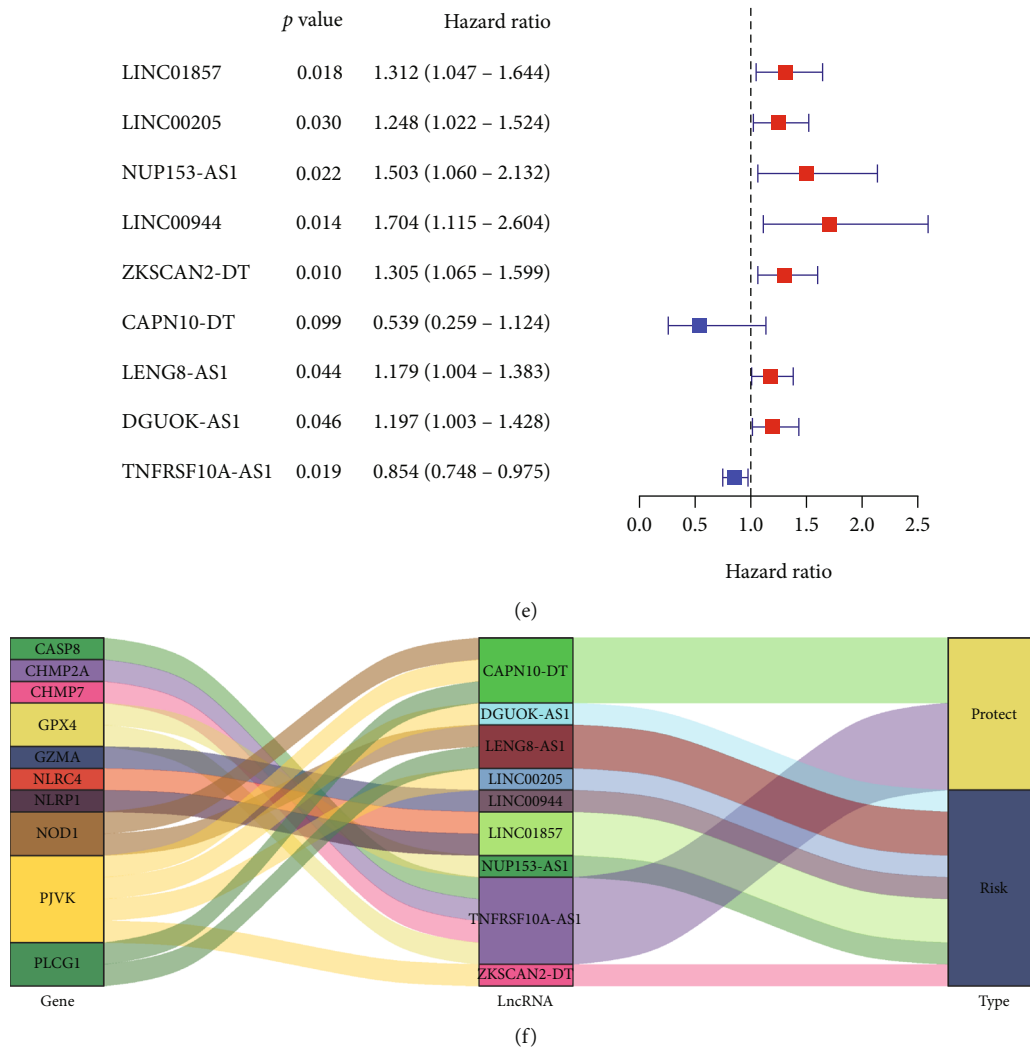 p value Hazard ratio
LINC01857 0.018 1.312 (1.047 – 1.644)
LINC00205 0.030 1.248 (1.022 – 1.524)
NUP153-AS1 0.022 1.503 (1.060 – 2.132)
LINC00944 0.014 1.704 (1.115 – 2.604)
ZKSCAN2-DT 0.010 1.305 (1.065 – 1.599)
CAPN10-DT 0.099 0.539 (0.259 – 1.124)
LENG8-AS1 0.044 1.179 (1.004 – 1.383)
DGUOK-AS1 0.046 1.197 (1.003 – 1.428)
TNFRSF10A-AS1 0.019 0.854 (0.748 – 0.975)
0.0 0.5 1.0 1.5 2.0 2.5
Hazard ratio
(e)
CASP8
CHMP2A
CHMP7
GPX4
GZMA
NLRC4
NLRP1
NOD1
PJVK
PLCG1
Gene
CAPN10-DT
DGUOK-AS1
LENG8-AS1
LINC00205
LINC00944
LINC01857
NUP153-AS1
TNFRSF10A-AS1
ZKSCAN2-DT
LncRNA
Protect
Risk
Type
(f)